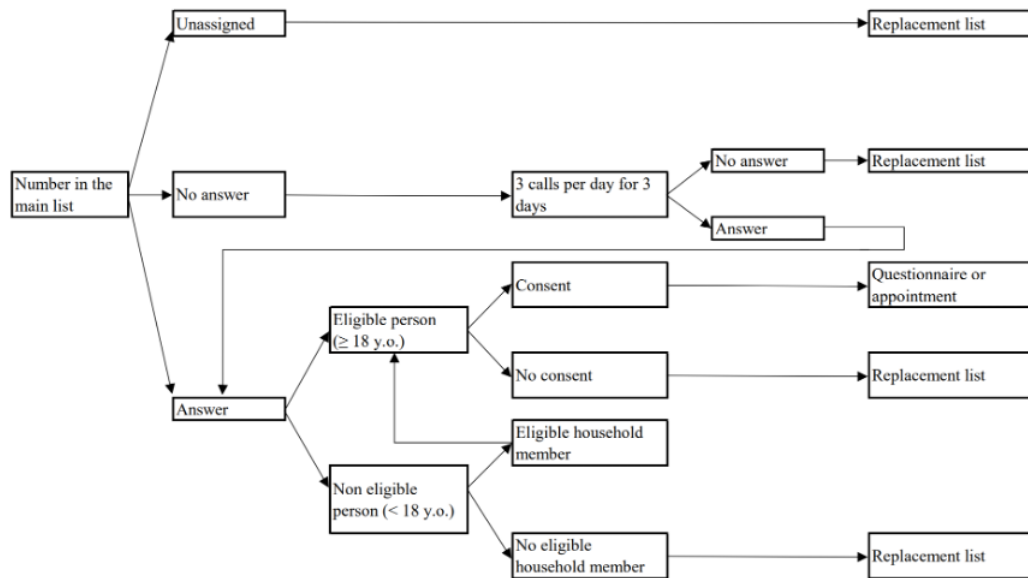 Unassigned
Replacement list
Number in the
main list
No answer
3 calls per day for 3
days
No answer
Replacement list
Answer
Answer
Eligible person
(≥ 18 y.o.)
Consent
Questionnaire or
appointment
No consent
Replacement list
Non eligible
person (< 18 y.o.)
Eligible household
member
No eligible
household member
Replacement list